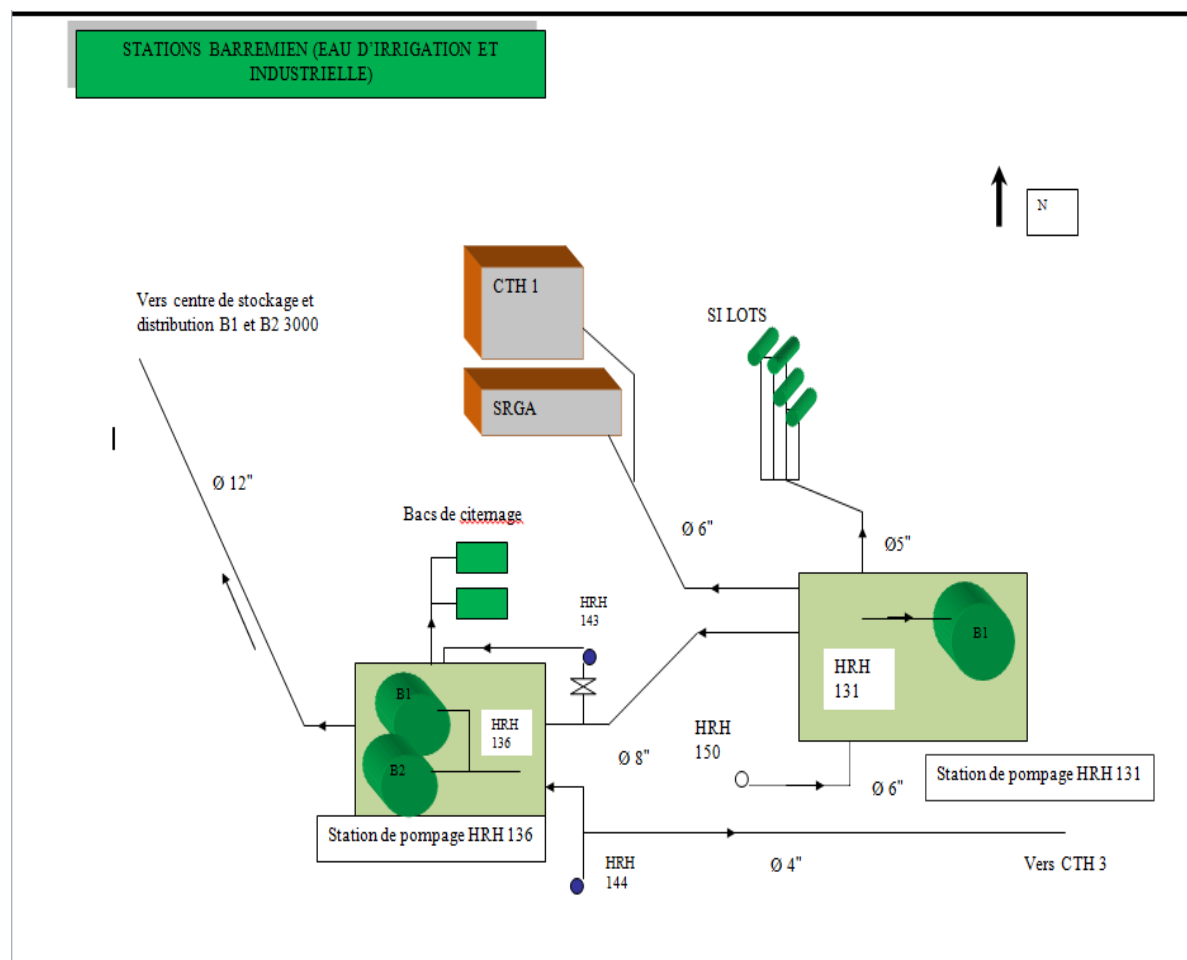 STATIONS BARREMIEN (EAU D'IRRIGATION ET
INDUSTRIELLE)
N
CTH 1
Vers centre de stockage et
distribution B1 et B2 3000
SI LOTS
SRGA
Ø 12"
Bacs de citernage
Ø 6"
Ø5"
HRH
143
B1
HRH
131
B1
HRH
136
HRH
150
Ø 8"
B2
Ø 6"
Station de pompage HRH 131
Station de pompage HRH 136
HRH
144
Ø 4"
Vers CTH 3